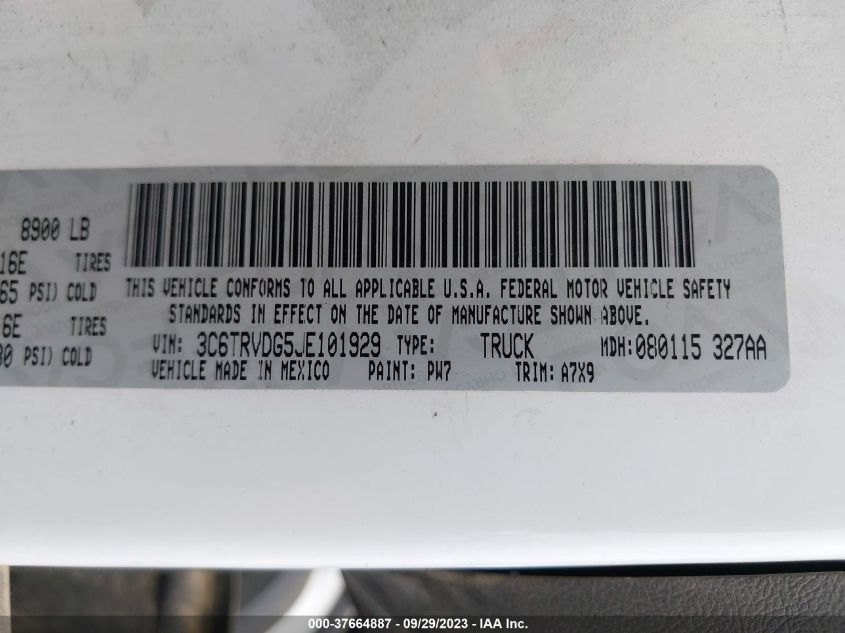 8900 LB
16E TIRES
65 PSI) COLD
6E TIRES
80 PSI) COLD
THIS VEHICLE CONFORMS TO ALL APPLICABLE U.S.A. FEDERAL MOTOR VEHICLE SAFETY
STANDARDS IN EFFECT ON THE DATE OF MANUFACTURE SHOWN ABOVE.
VIN: 3C6TRVDG5JE101929 TYPE: TRUCK MDH:080115 327AA
VEHICLE MADE IN MEXICO PAINT: PW7 TRIM: A7X9
000-37664887 - 09/29/2023 - IAA Inc.